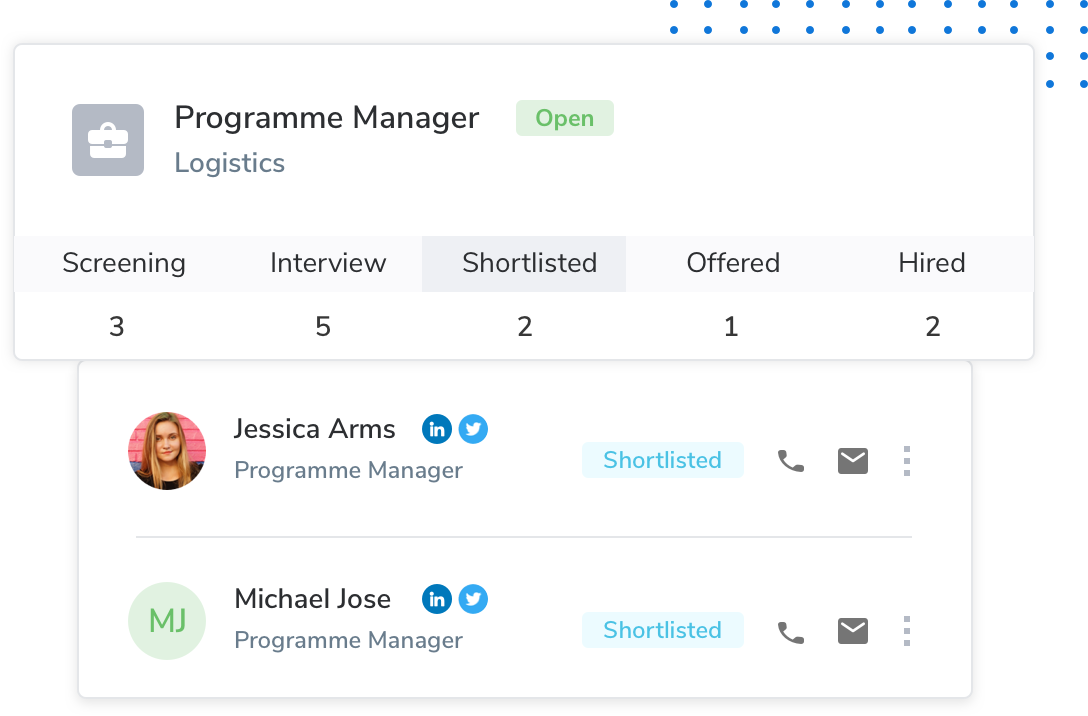 Programme Manager Open
Logistics
Screening Interview Shortlisted Offered Hired
3 5 2 1 2
Jessica Arms in
Programme Manager Shortlisted
MJ Michael Jose in
Programme Manager Shortlisted